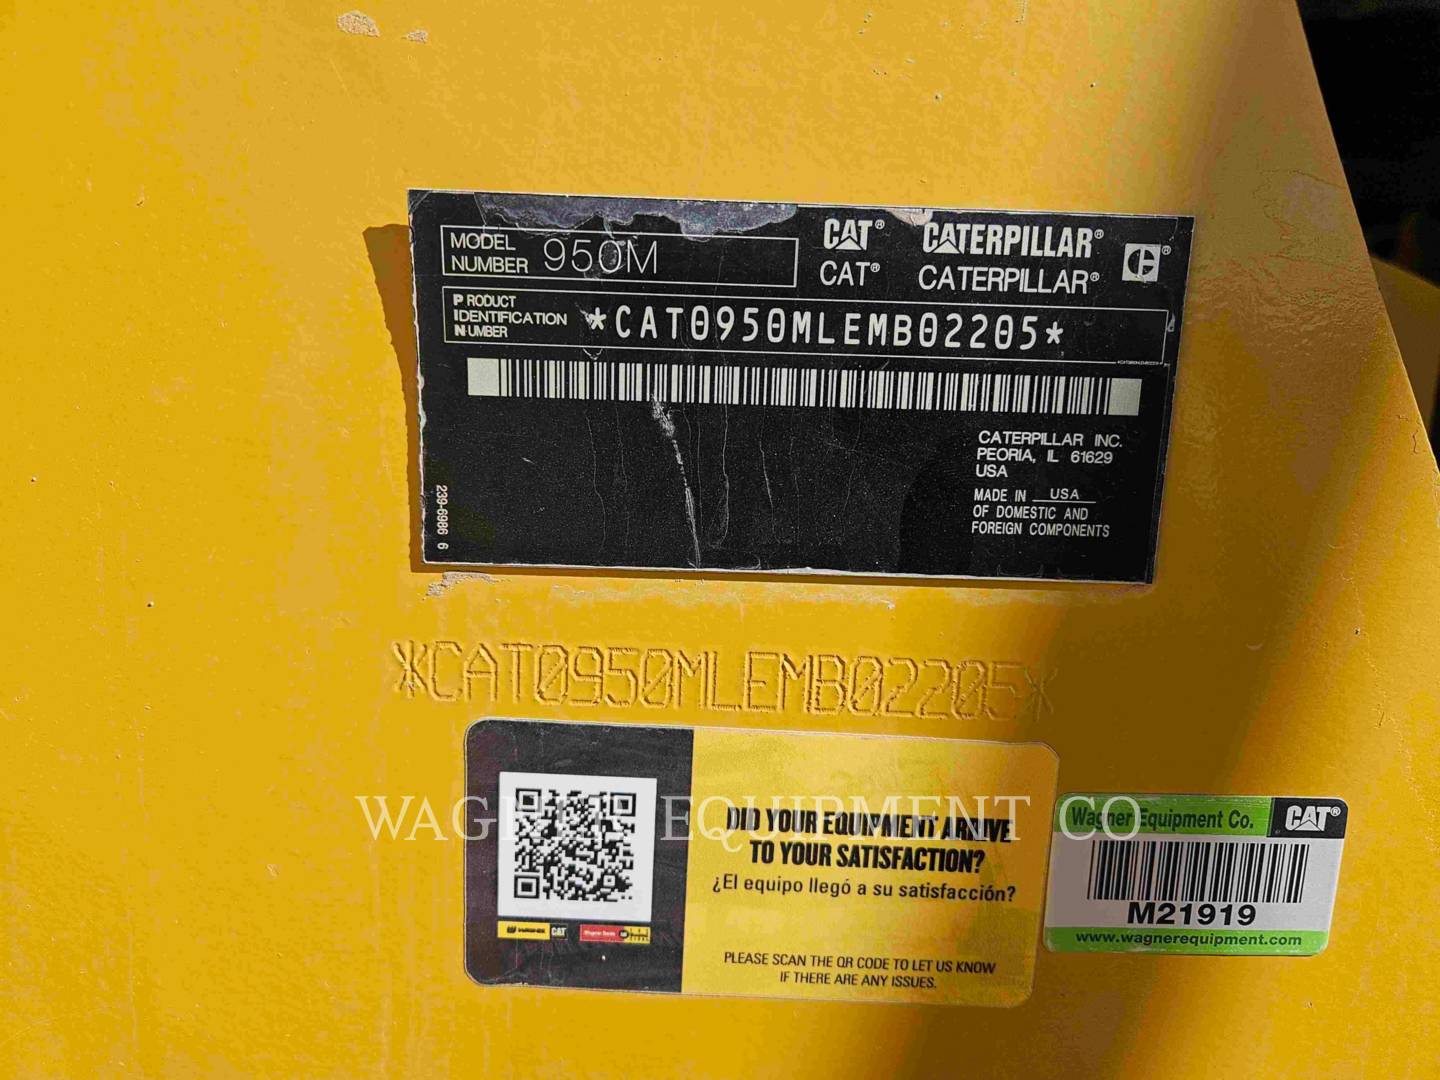 MODEL NUMBER 950M
CAT® CATERPILLAR®
CAT® CATERPILLAR®
PRODUCT IDENTIFICATION NUMBER *CAT0950MLEMB02205*
CATERPILLAR INC.
PEORIA, IL 61629
USA
MADE IN USA
OF DOMESTIC AND
FOREIGN COMPONENTS
239-6986 6
*CAT0950MLEMB02205*
WAGNER EQUIPMENT CO
DID YOUR EQUIPMENT ARRIVE
TO YOUR SATISFACTION?
¿El equipo llegó a su satisfacción?
PLEASE SCAN THE QR CODE TO LET US KNOW
IF THERE ARE ANY ISSUES.
WAGNER CAT
Wagner Equipment Co. CAT®
M21919
www.wagnerequipment.com